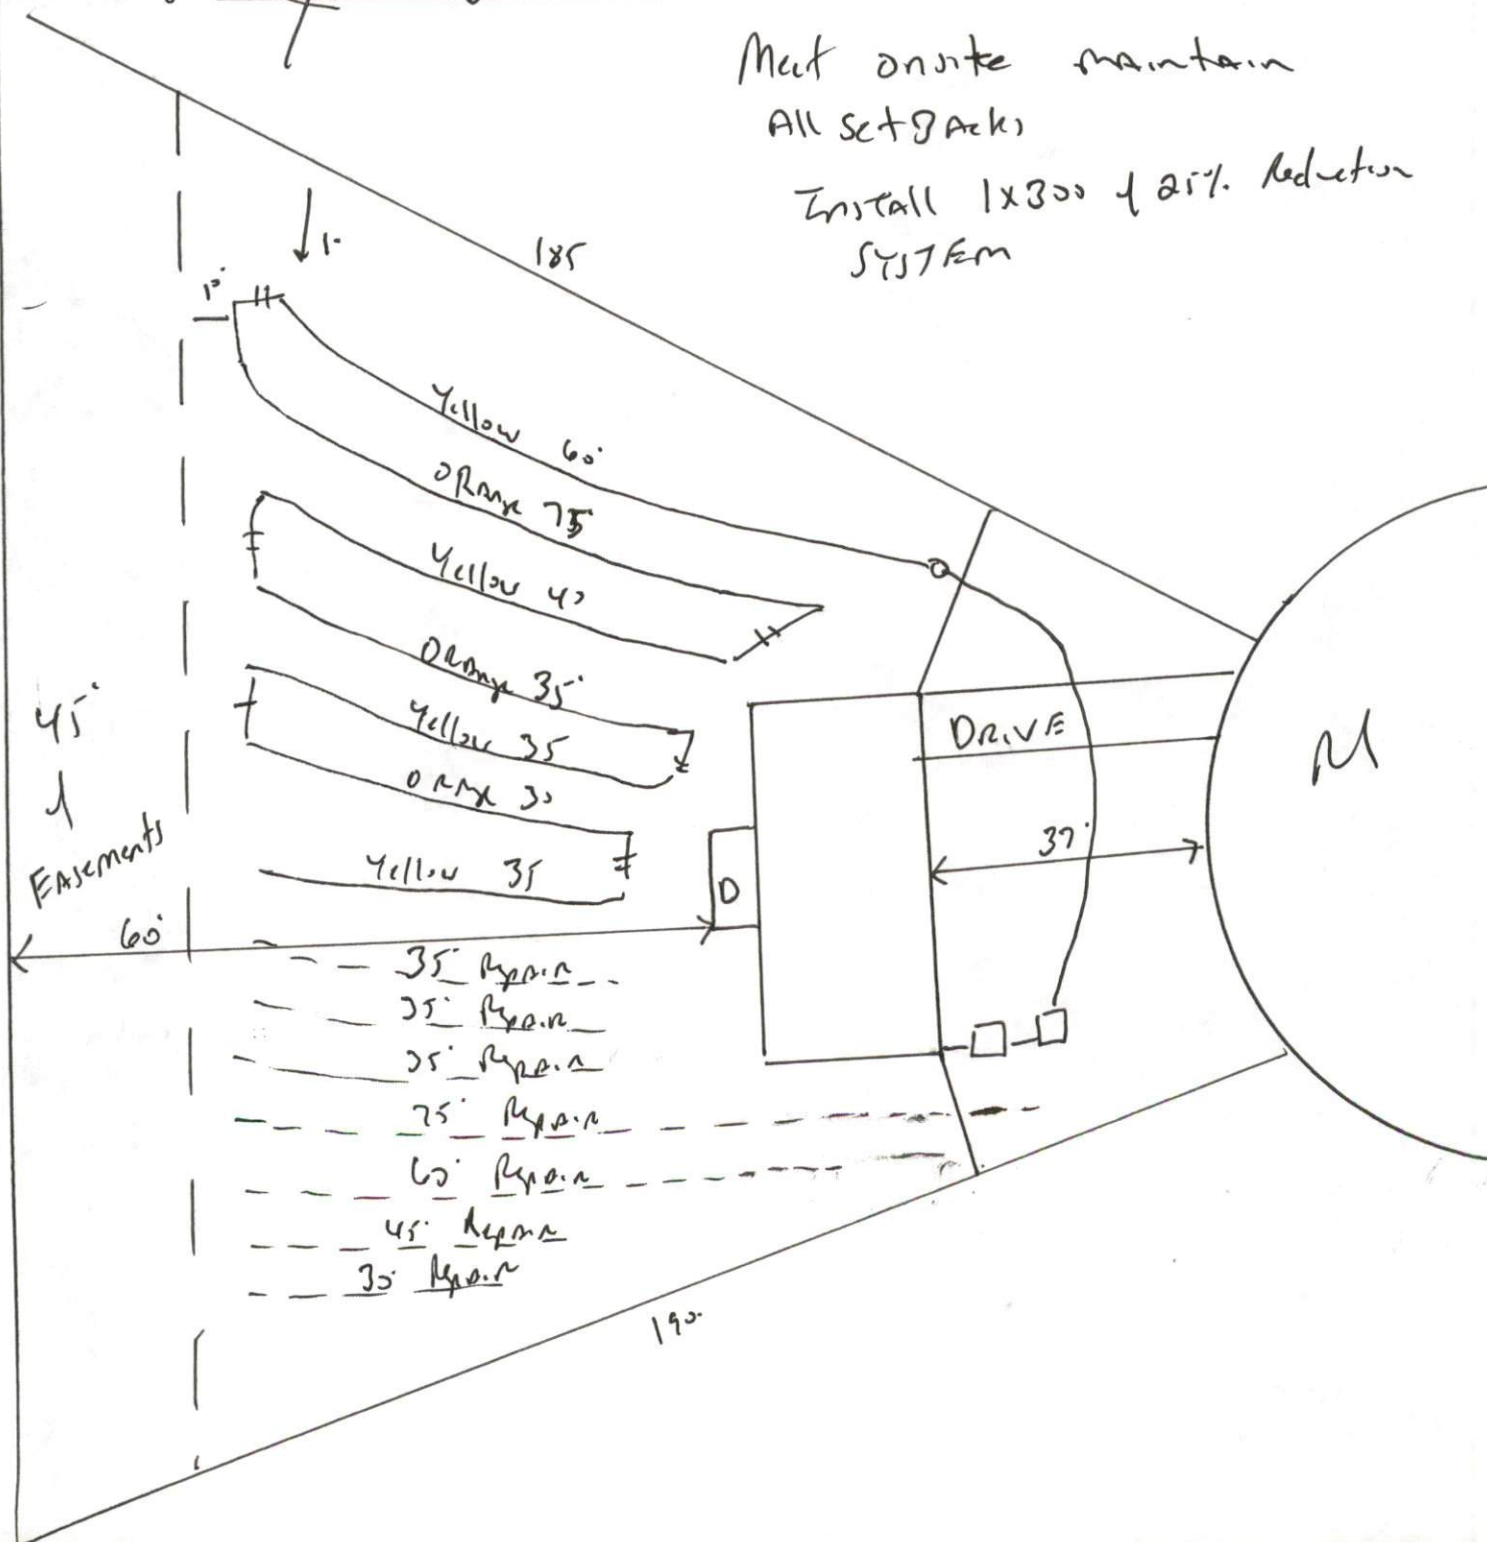 Meet onsite maintain
All SetBAcks
Install 1x300 of 25% Reduction
SYSTEM
185
10'
Yellow 60'
ORange 75
Yellow 40
ORange 35'
Yellow 35
ORange 30
Yellow 35
45'
EASements
60'
DRIVE
37'
D
M
35' Repair
35' Repair
35' Repair
75' Repair
60' Repair
45' Repair
30' Repair
190'